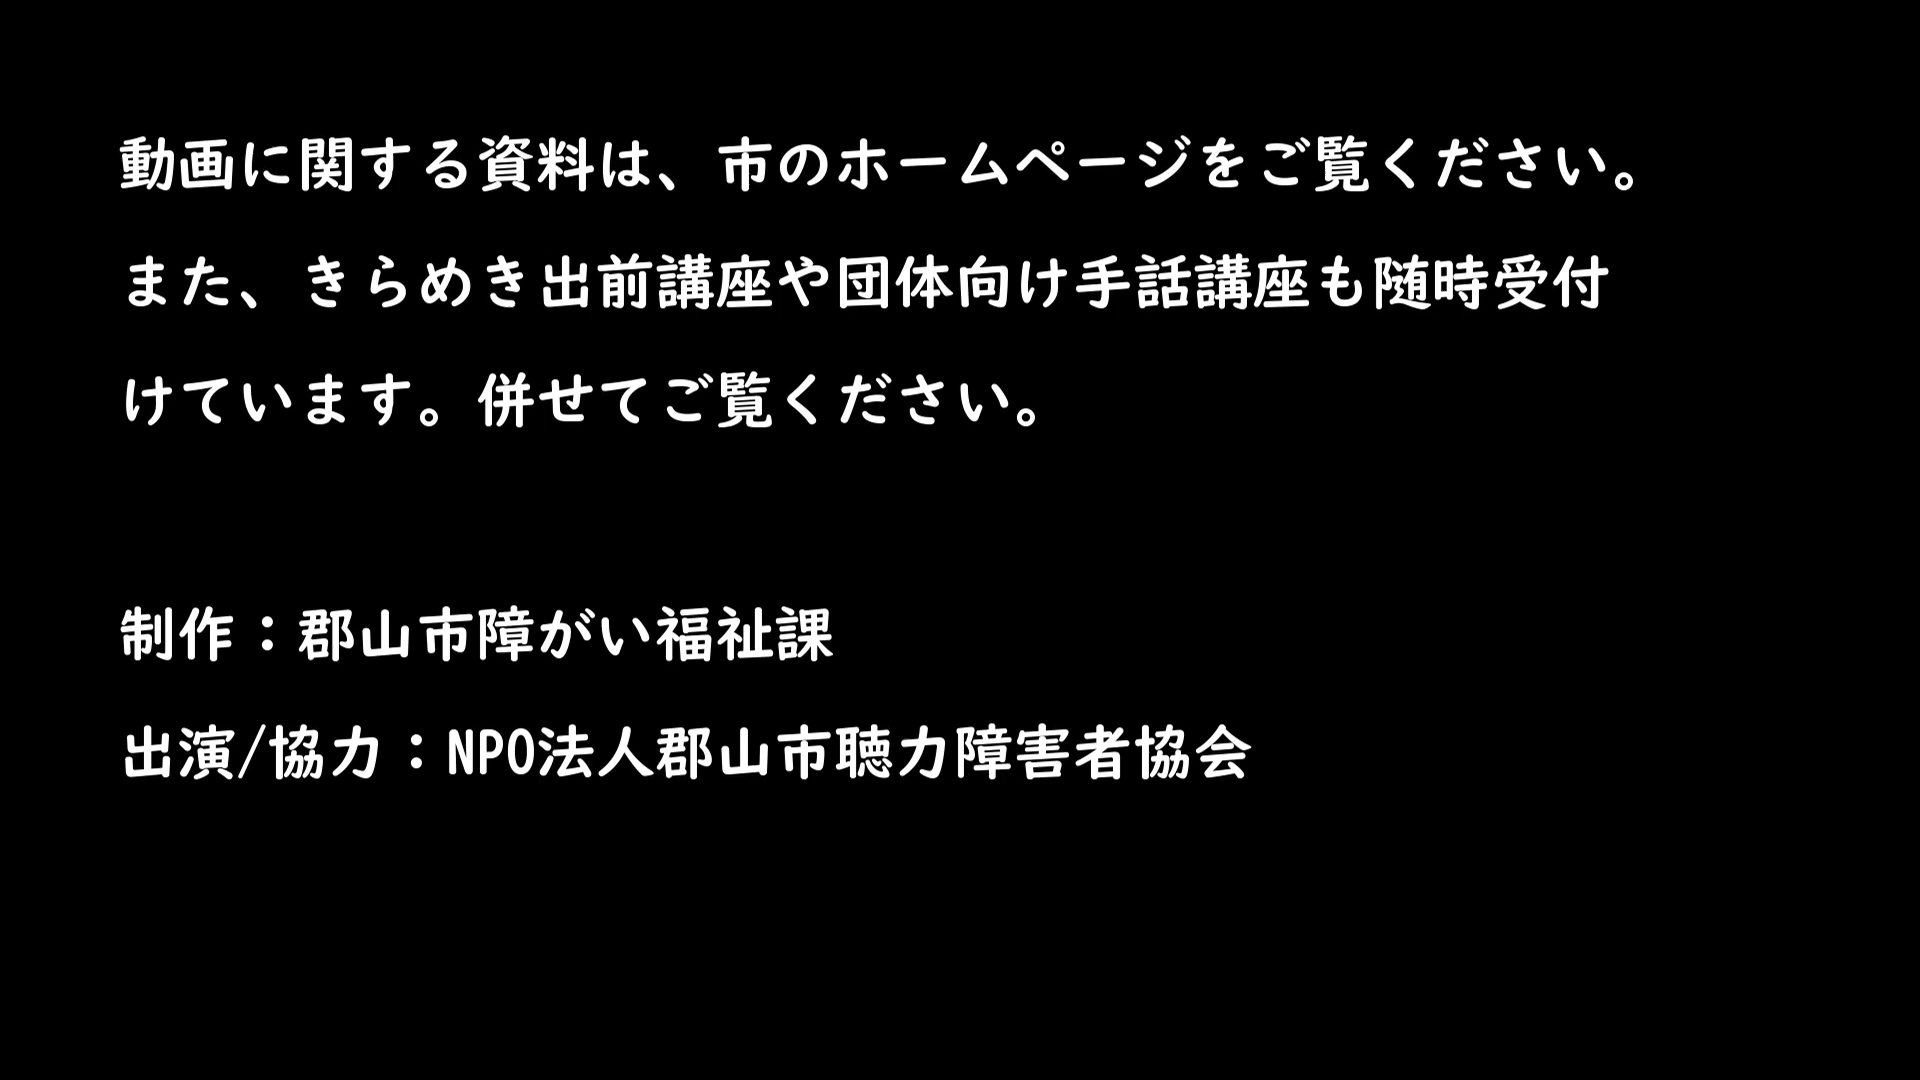 動画に関する資料は、市のホームページをご覧ください。
また、きらめき出前講座や団体向け手話講座も随時受付
けています。併せてご覧ください。
制作：郡山市障がい福祉課
出演/協力：NPO法人郡山市聴力障害者協会